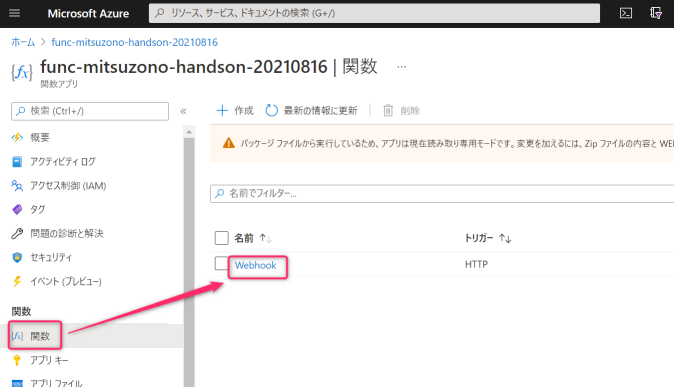 Microsoft Azure
リソース、サービス、ドキュメントの検索 (G+/)
ホーム > func-mitsuzono-handson-20210816
func-mitsuzono-handson-20210816 | 関数 ...
関数アプリ
検索 (Ctrl+/)
«
作成
最新の情報に更新
削除
概要
アクティビティ ログ
アクセス制御 (IAM)
タグ
問題の診断と解決
セキュリティ
イベント (プレビュー)
関数
関数
アプリ キー
アプリ ファイル
パッケージ ファイルから実行しているため、アプリは現在読み取り専用モードです。変更を加えるには、Zip ファイルの内容と WE
名前でフィルター...
名前 ↑↓
トリガー ↑↓
Webhook
HTTP